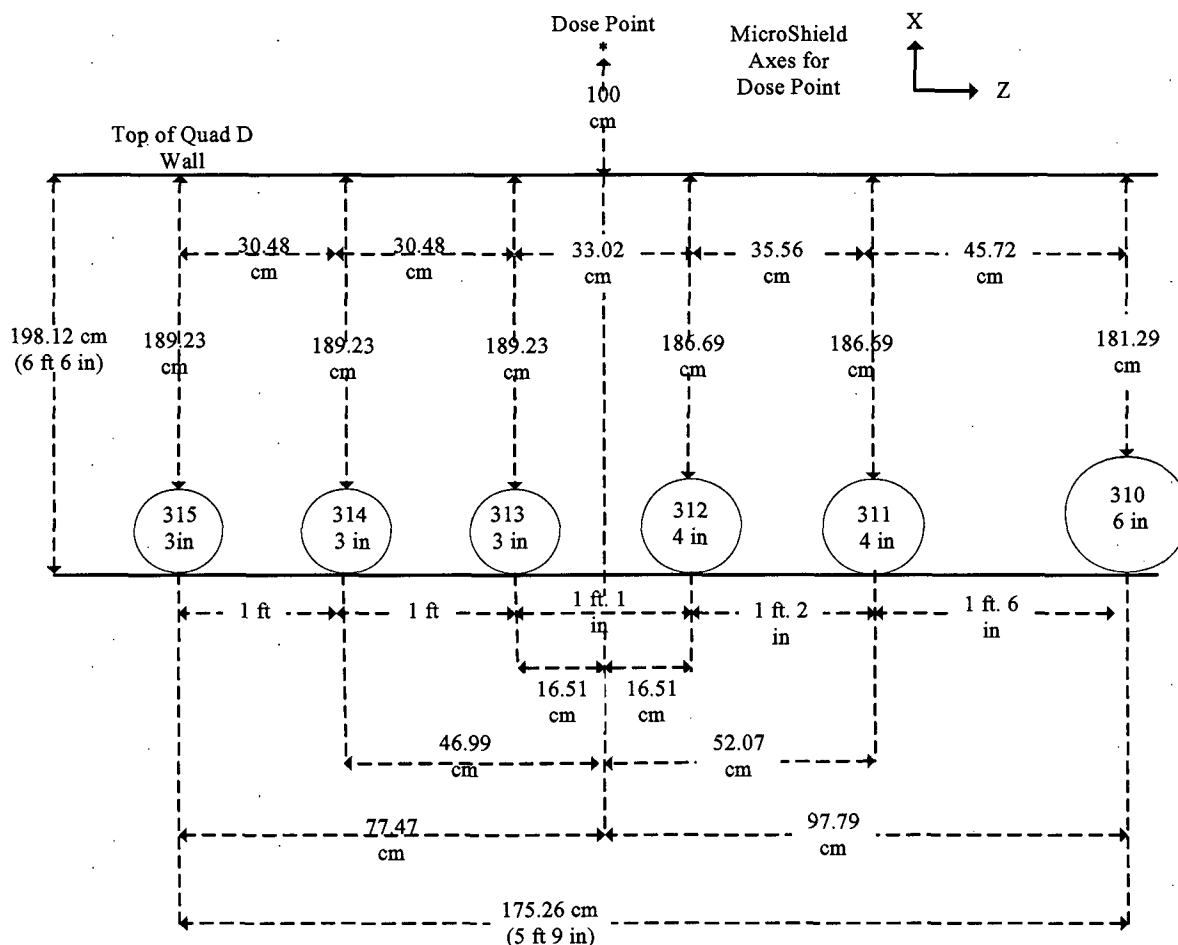 Dose Point
*
MicroShield
Axes for
Dose Point
X
Z
100
cm
Top of Quad D
Wall
30.48
cm
30.48
cm
33.02
cm
35.56
cm
45.72
cm
198.12 cm
(6 ft 6 in)
189.23
cm
189.23
cm
189.23
cm
186.69
cm
186.69
cm
181.29
cm
315
3in
314
3 in
313
3 in
312
4 in
311
4 in
310
6 in
1 ft
1 ft
1 ft. 1
in
1 ft. 2
in
1 ft. 6
in
16.51
cm
16.51
cm
46.99
cm
52.07
cm
77.47
cm
97.79
cm
175.26 cm
(5 ft 9 in)